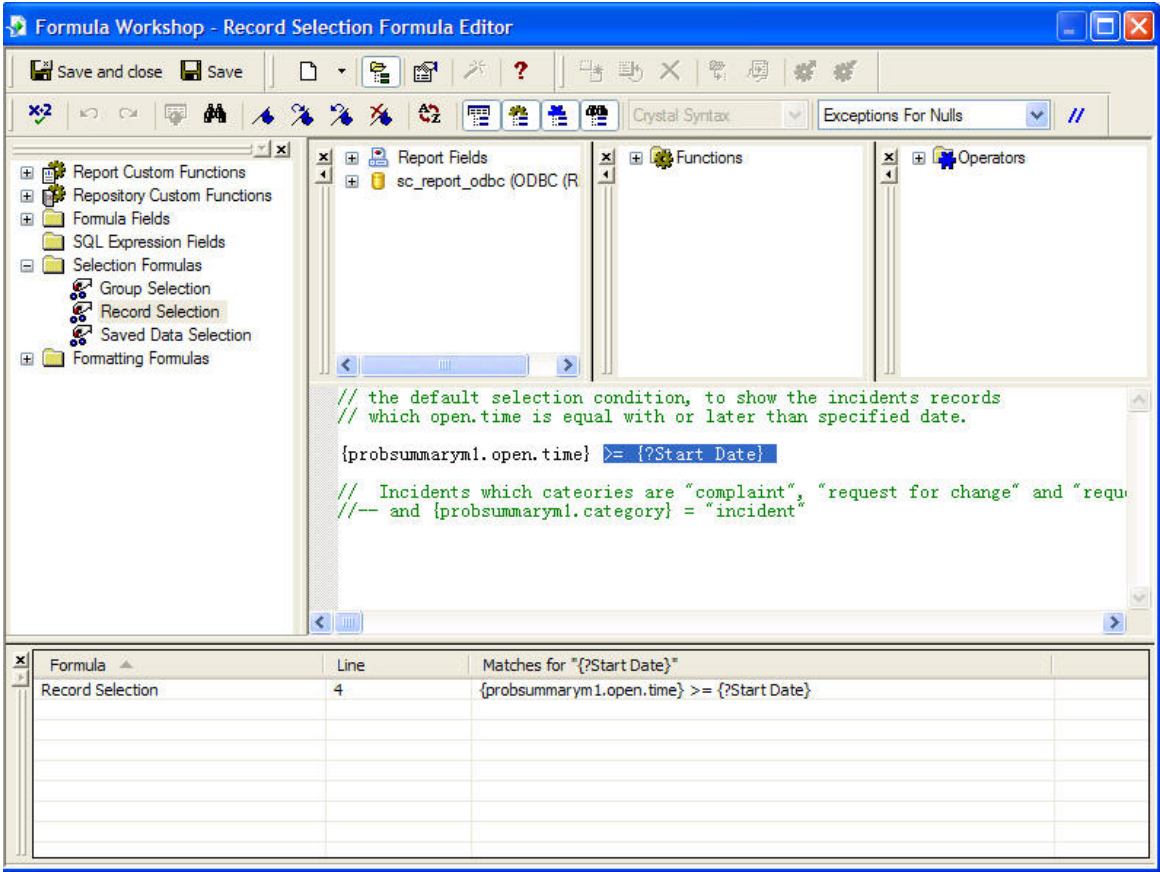 Formula Workshop - Record Selection Formula Editor
Save and close Save
x+2 Crystal Syntax Exceptions For Nulls //
Report Custom Functions
Repository Custom Functions
Formula Fields
SQL Expression Fields
Selection Formulas
Group Selection
Record Selection
Saved Data Selection
Formatting Formulas
Report Fields
sc_report_odbc (ODBC (R
Functions
Operators
// the default selection condition, to show the incidents records
// which open.time is equal with or later than specified date.
{probsummarym1.open.time} >= {?Start Date}
// Incidents which cateories are "complaint", "request for change" and "requ
//-- and {probsummarym1.category} = "incident"
Formula Line Matches for "{?Start Date}"
Record Selection 4 {probsummarym1.open.time} >= {?Start Date}